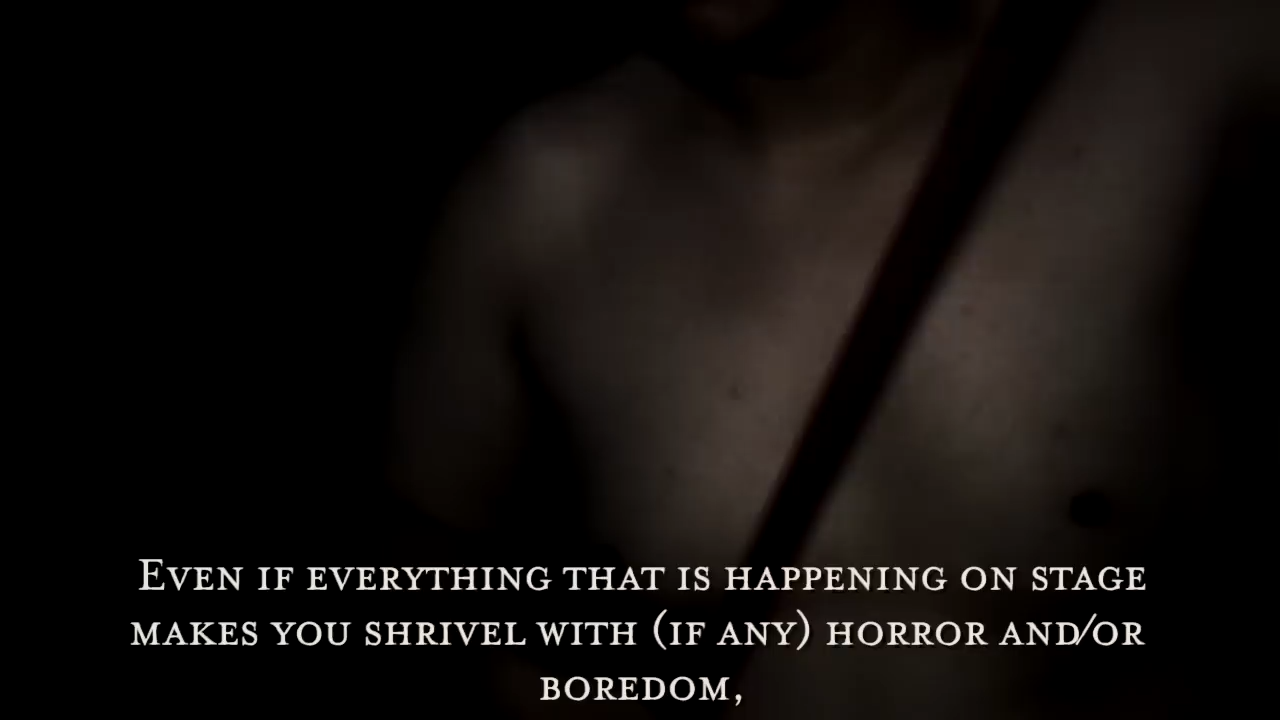 Even if everything that is happening on stage
makes you shrivel with (if any) horror and/or
boredom,